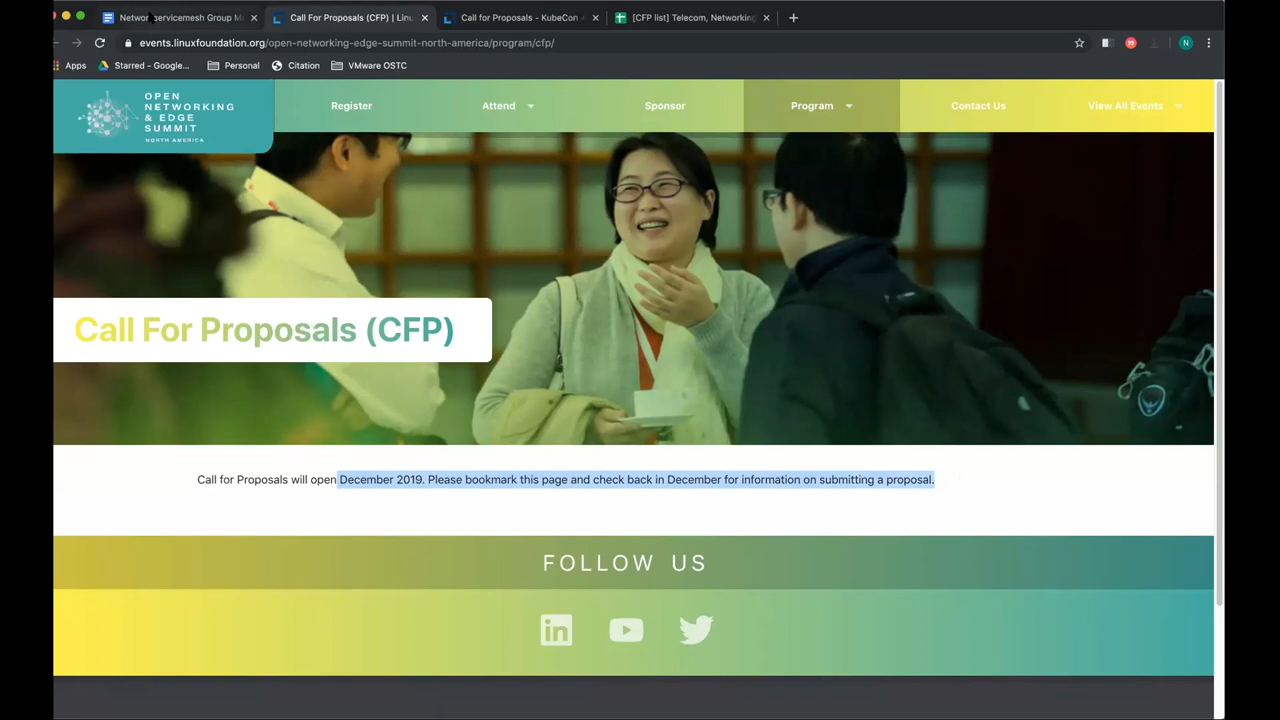 Networkservicemesh Group M
Call For Proposals (CFP) | Linu
Call for Proposals - KubeCon
[CFP list] Telecom, Networking
events.linuxfoundation.org/open-networking-edge-summit-north-america/program/cfp/
N
Apps
Starred - Google...
Personal
Citation
VMware OSTC
OPEN
NETWORKING
& EDGE
SUMMIT
NORTH AMERICA
Register
Attend
Sponsor
Program
Contact Us
View All Events
Call For Proposals (CFP)
Call for Proposals will open December 2019. Please bookmark this page and check back in December for information on submitting a proposal.
FOLLOW US
in